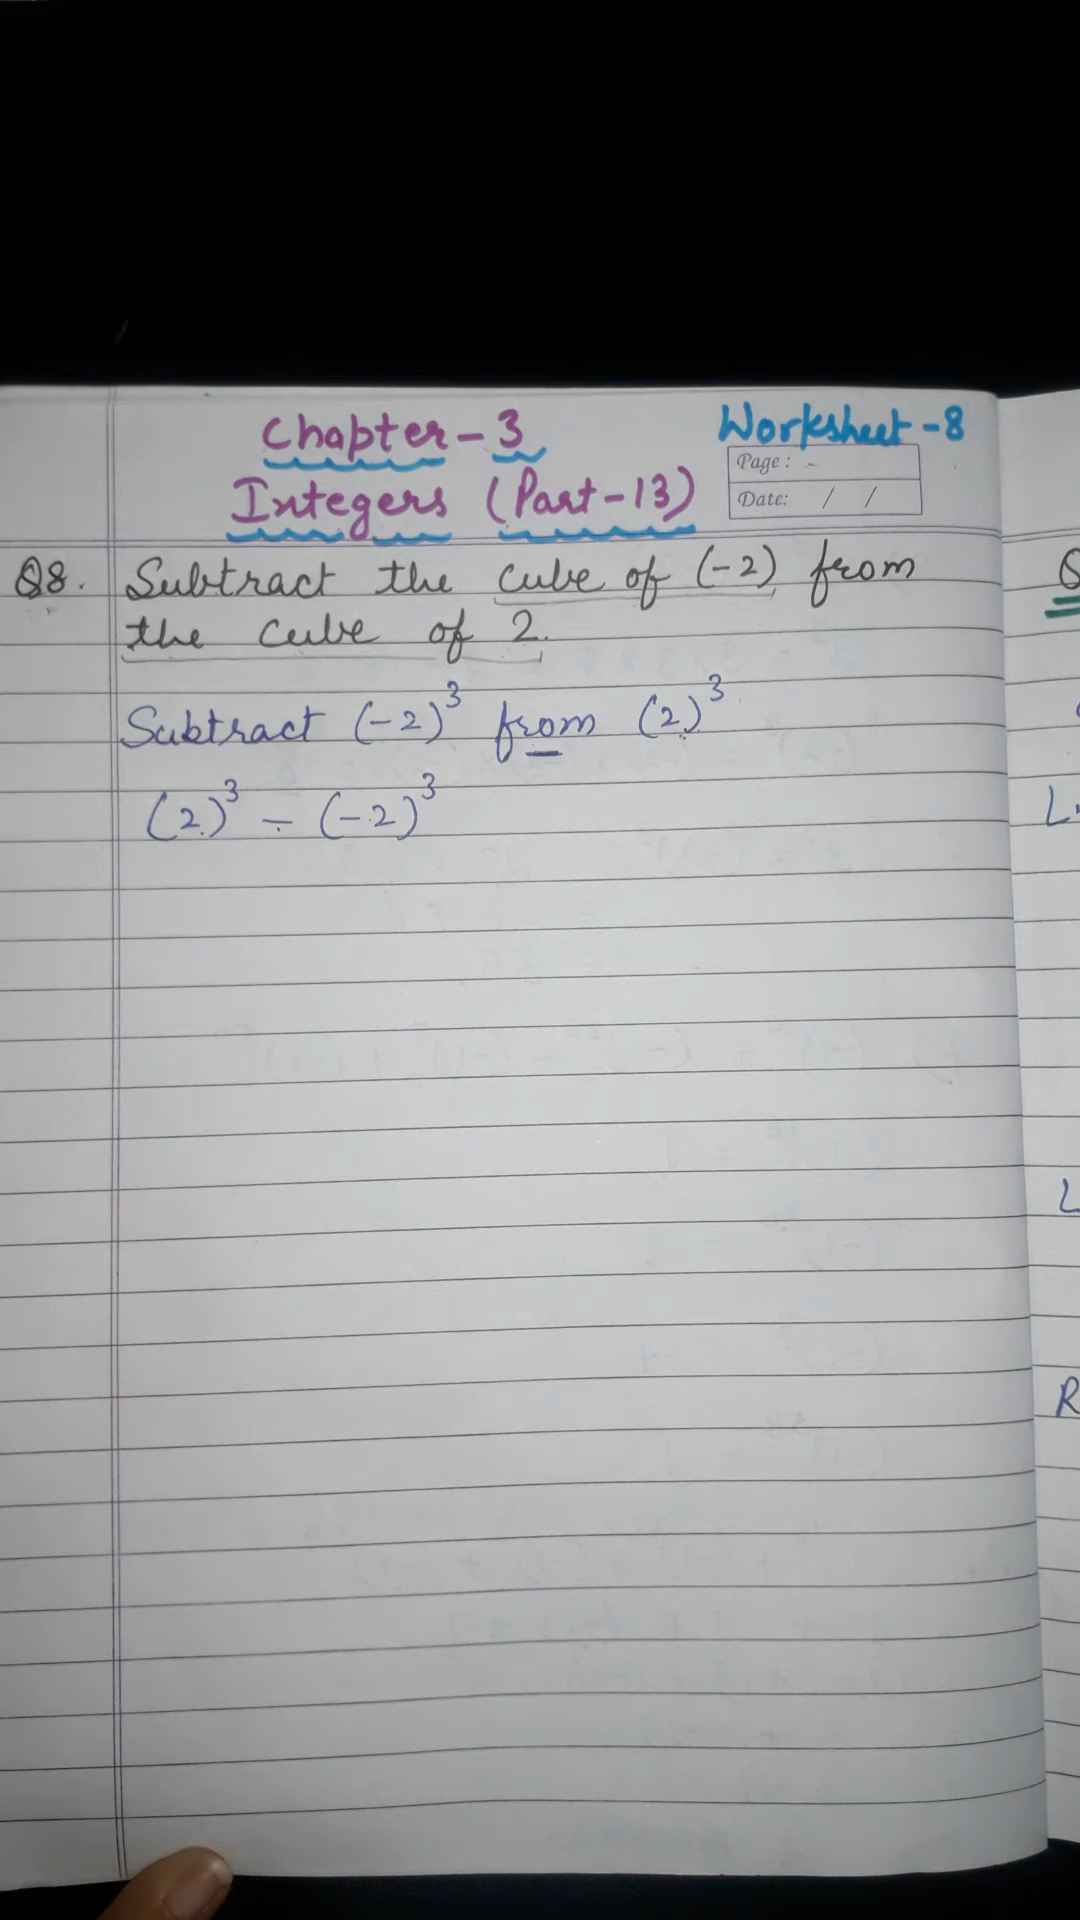 Chapter-3
Worksheet-8
Page:
Integers (Part-13)
Date: / /
Q8. Subtract the cube of (-2) from
the cube of 2.
Subtract (-2)³ from (2)³
(2)³ - (-2)³
L
R